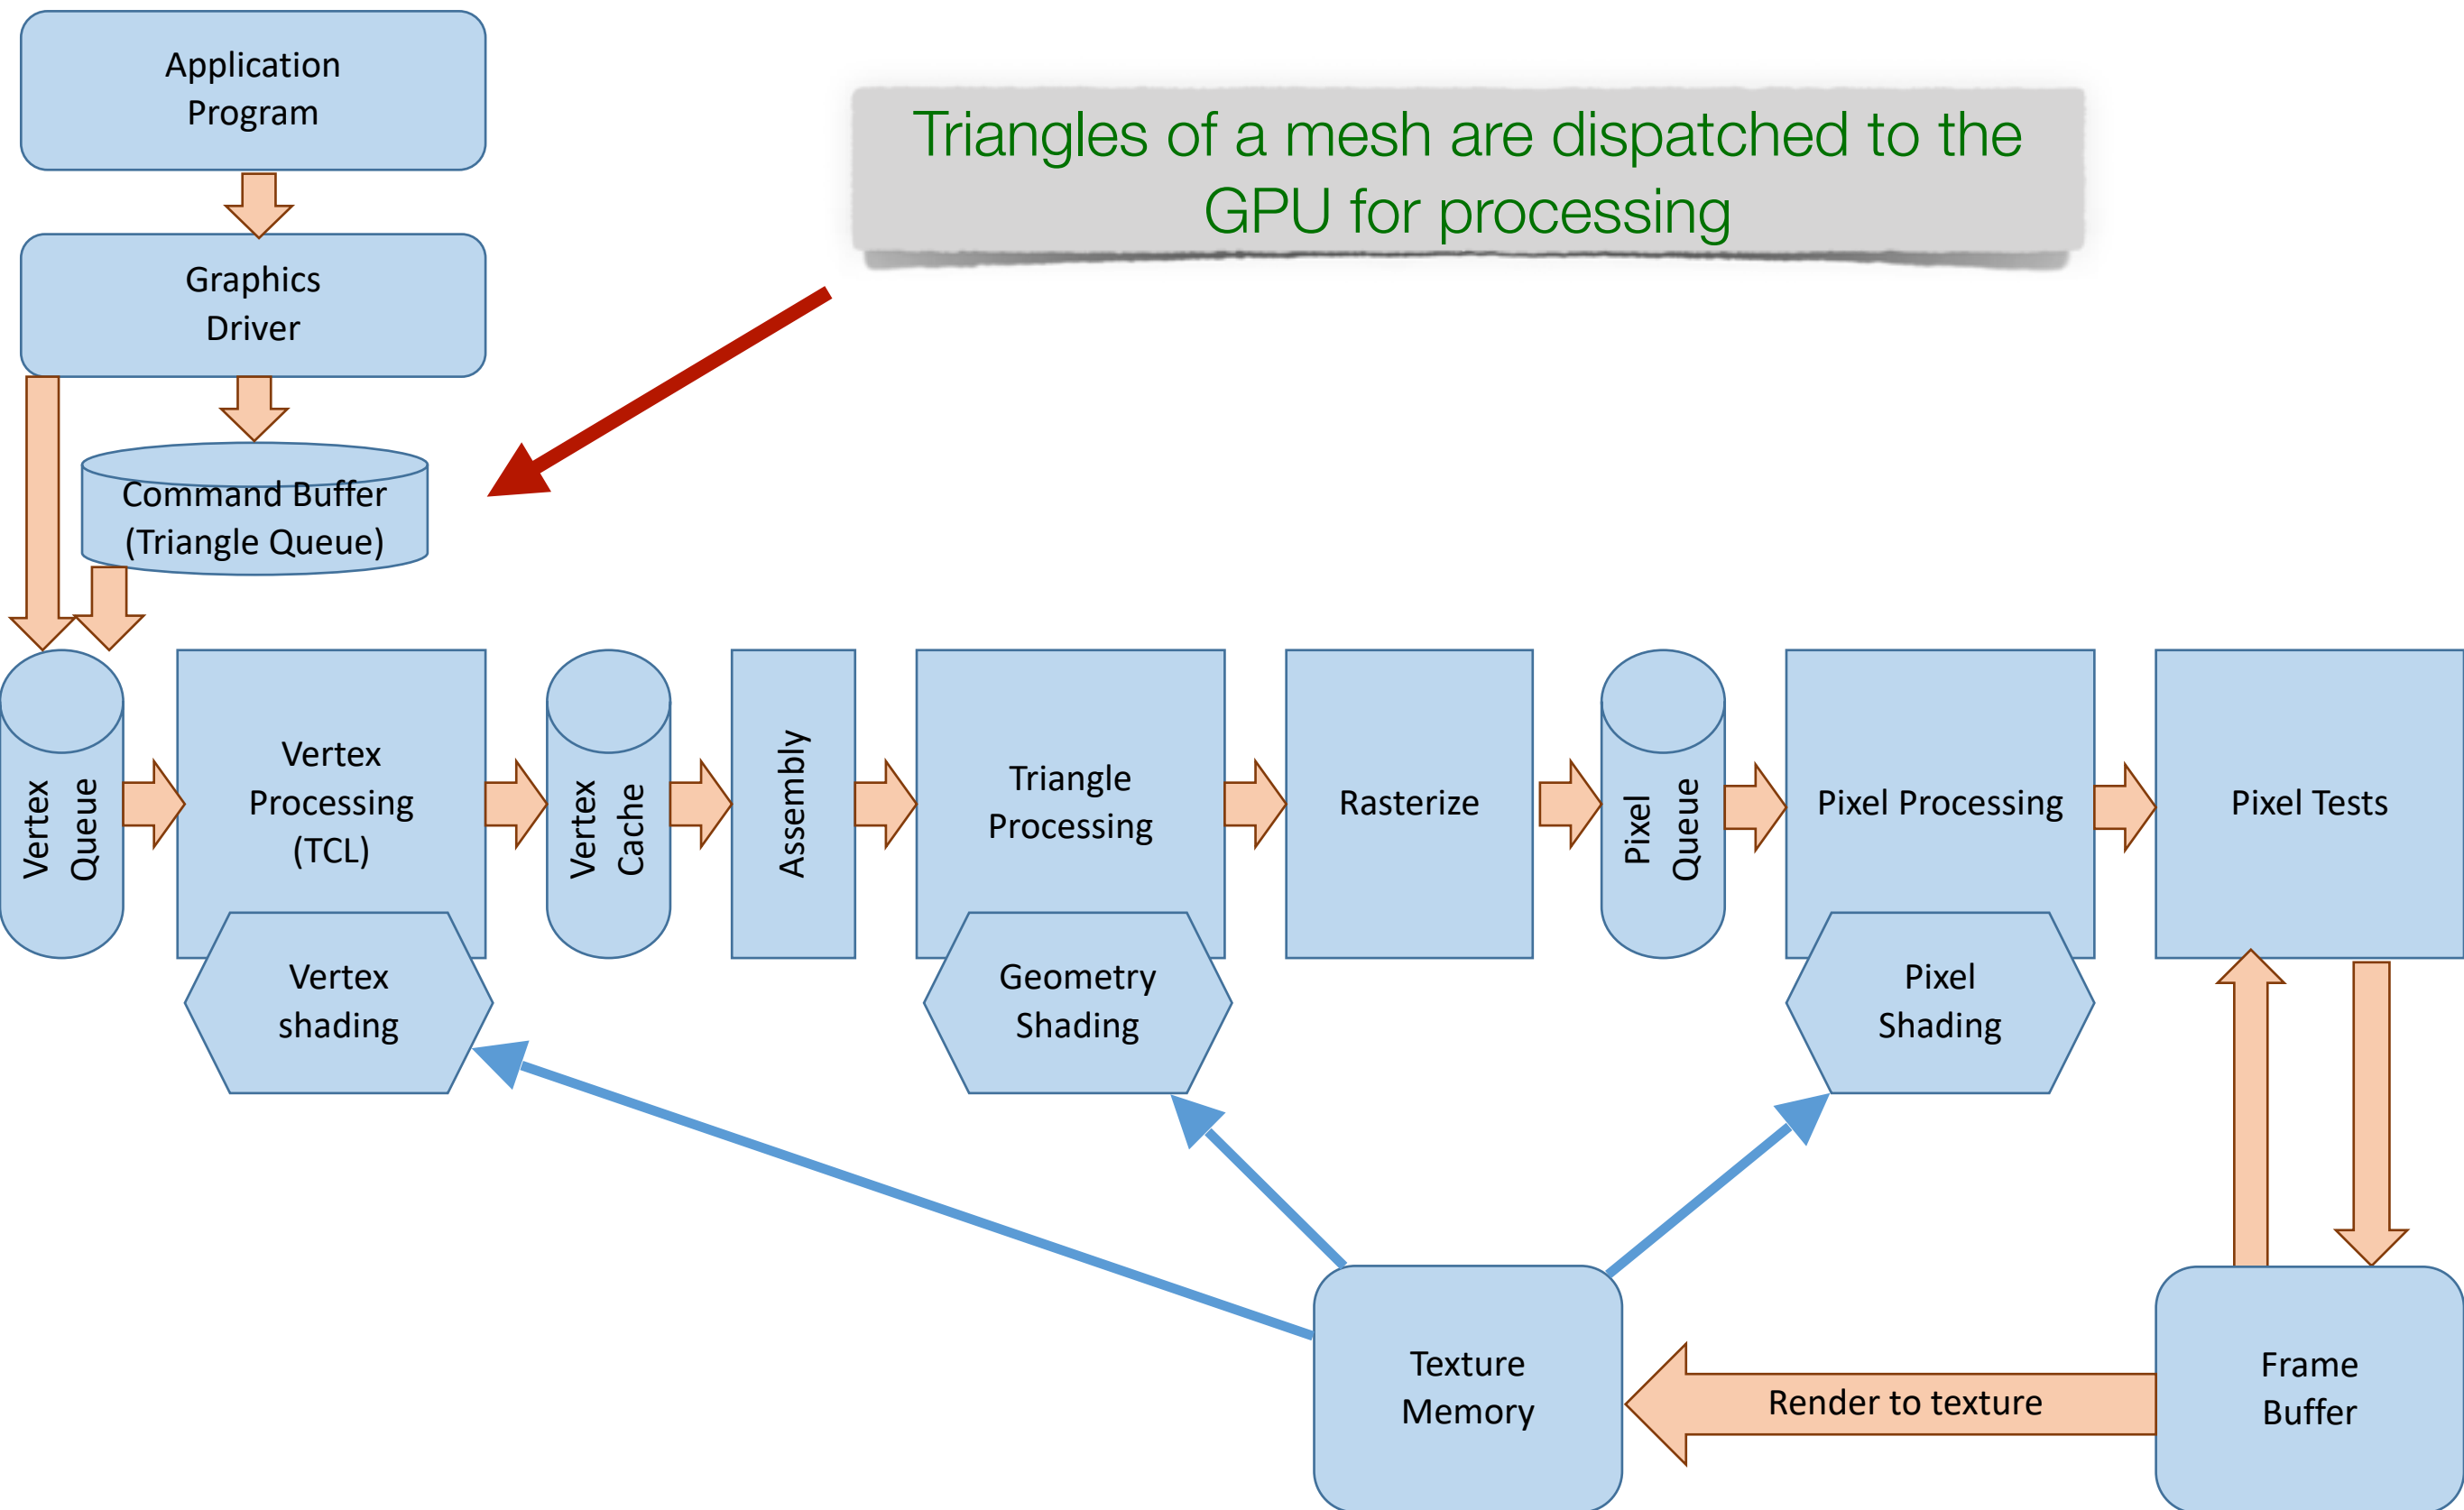 Application
Program
Triangles of a mesh are dispatched to the
GPU for processing
Graphics
Driver
Command Buffer
(Triangle Queue)
Vertex
Queue
Vertex
Processing
(TCL)
Vertex
shading
Vertex
Cache
Assembly
Triangle
Processing
Geometry
Shading
Rasterize
Pixel
Queue
Pixel Processing
Pixel
Shading
Pixel Tests
Texture
Memory
Render to texture
Frame
Buffer